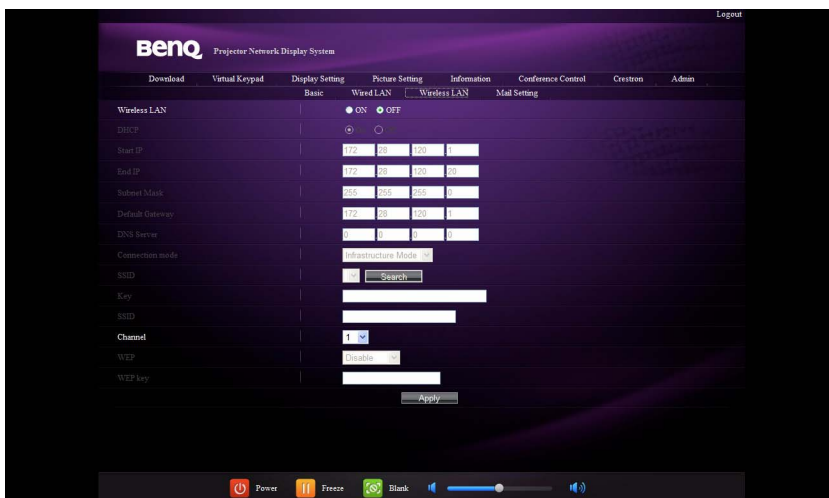 Logout
BenQ Projector Network Display System
Download Virtual Keypad Display Setting Picture Setting Information Conference Control Crestron Admin
Basic Wired LAN Wireless LAN Mail Setting
Wireless LAN ON OFF
DHCP
Start IP 172 .28 .120 .1
End IP 172 .28 .120 .20
Subnet Mask 255 .255 .255 .0
Default Gateway 172 .28 .120 .1
DNS Server 0 .0 .0 .0
Connection mode Infrastructure Mode
SSID Search
Key
SSID
Channel 1
WEP Disable
WEP key
Apply
Power Freeze Blank